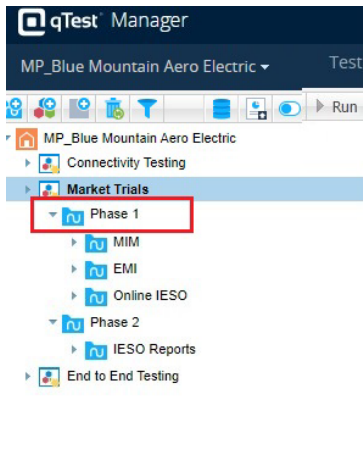 qTest Manager
MP_Blue Mountain Aero Electric Test
Run
MP_Blue Mountain Aero Electric
Connectivity Testing
Market Trials
Phase 1
MIM
EMI
Online IESO
Phase 2
IESO Reports
End to End Testing